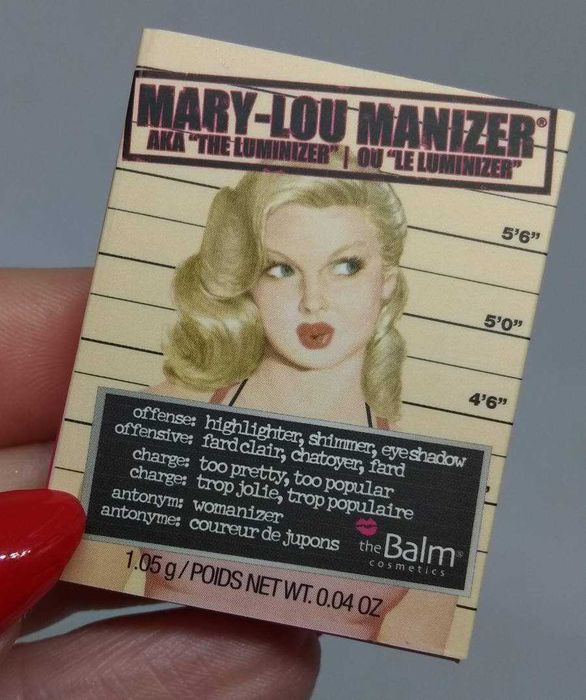 MARY-LOU MANIZER®
AKA "THE LUMINIZER" | OU "LE LUMINIZER"
5'6"
5'0"
4'6"
offense: highlighter, shimmer, eyeshadow
offensive: fard clair, chatoyer, fard
charge: too pretty, too popular
charge: trop jolie, trop populaire
antonym: womanizer
antonyme: coureur de jupons
theBalm®
cosmetics
1.05 g / POIDS NET WT. 0.04 OZ